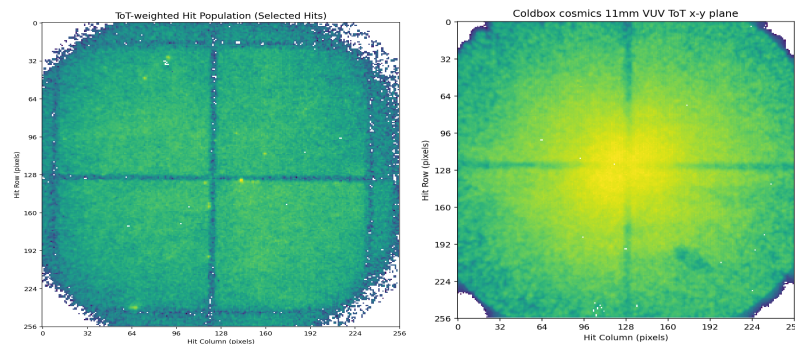 ToT-weighted Hit Population (Selected Hits)
Hit Row (pixels)
0
32
64
96
128
160
192
224
256
0 32 64 96 128 160 192 224 256
Hit Column (pixels)
Coldbox cosmics 11mm VUV ToT x-y plane
Hit Row (pixels)
0
32
64
96
128
160
192
224
256
0 32 64 96 128 160 192 224 256
Hit Column (pixels)